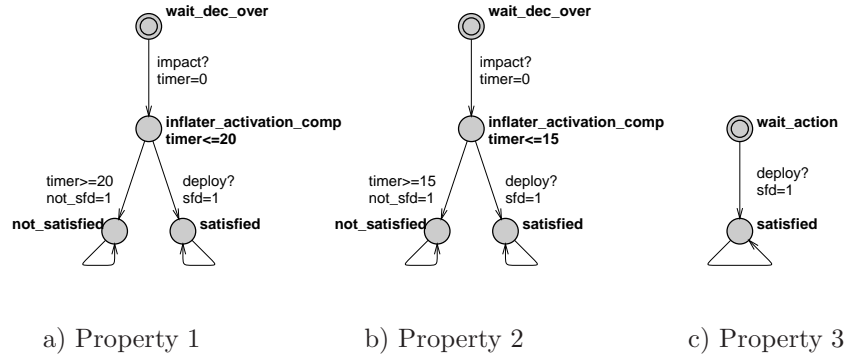 wait_dec_over
impact?
timer=0
inflater_activation_comp
timer<=20
timer>=20
not_sfd=1
deploy?
sfd=1
not_satisfied
satisfied
a) Property 1
wait_dec_over
impact?
timer=0
inflater_activation_comp
timer<=15
timer>=15
not_sfd=1
deploy?
sfd=1
not_satisfied
satisfied
b) Property 2
wait_action
deploy?
sfd=1
satisfied
c) Property 3